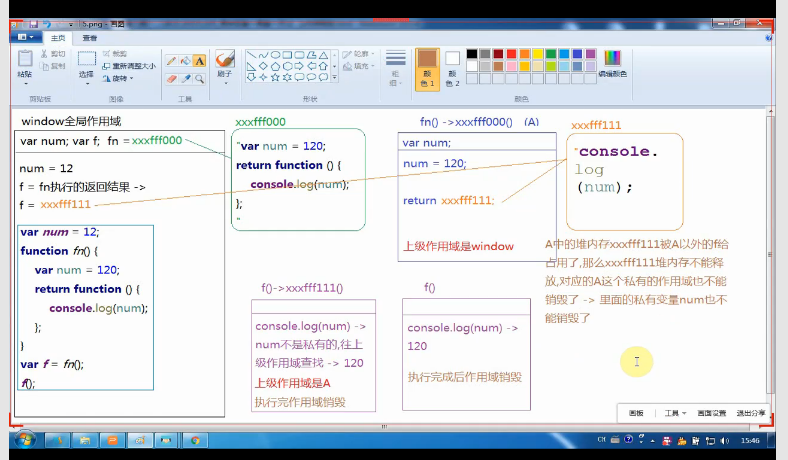 5.png - 画图
主页 查看
粘贴
剪切
复制
剪贴板
选择
裁剪
重新调整大小
旋转
图像
A
工具
刷子
形状
轮廓
填充
粗细
颜色 1
颜色 2
颜色
编辑颜色
window全局作用域
var num; var f; fn =xxxfff000
num = 12
f = fn执行的返回结果 ->
f = xxxfff111
var num = 12;
function fn() {
var num = 120;
return function () {
console.log(num);
};
}
var f = fn();
f();
xxxfff000
"var num = 120;
return function () {
console.log(num);
};
"
fn() ->xxxfff000() (A)
var num;
num = 120;
return xxxfff111;
上级作用域是window
xxxfff111
"console.
log
(num);
A中的堆内存xxxfff111被A以外的f给
占用了,那么xxxfff111堆内存不能释
放,对应的A这个私有的作用域也不能
销毁了 -> 里面的私有变量num也不
能销毁了
f()->xxxfff111()
console.log(num) ->
num不是私有的,往上
级作用域查找 -> 120
上级作用域是A
执行完作用域销毁
f()
console.log(num) ->
120
执行完成后作用域销毁
画板 工具 画面设置 退出分享
CH
15:46